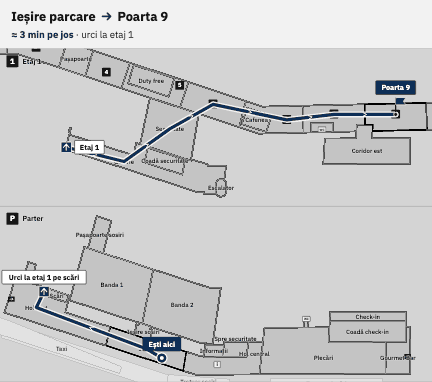 Ieșire parcare → Poarta 9
≈ 3 min pe jos · urci la etaj 1
1 Etaj 1
Pașapoarte
4
Duty free
5
Poarta 9
Cafenea
Etaj 1
Coadă securitate
Coridor est
Escalator
P Parter
Pașapoarte sosiri
Urci la etaj 1 pe scări
Banda 1
Banda 2
Ești aici
Taxi
Spre securitate
Informații
Hol central
Check-in
Coadă check-in
Plecări
Gourmet bar